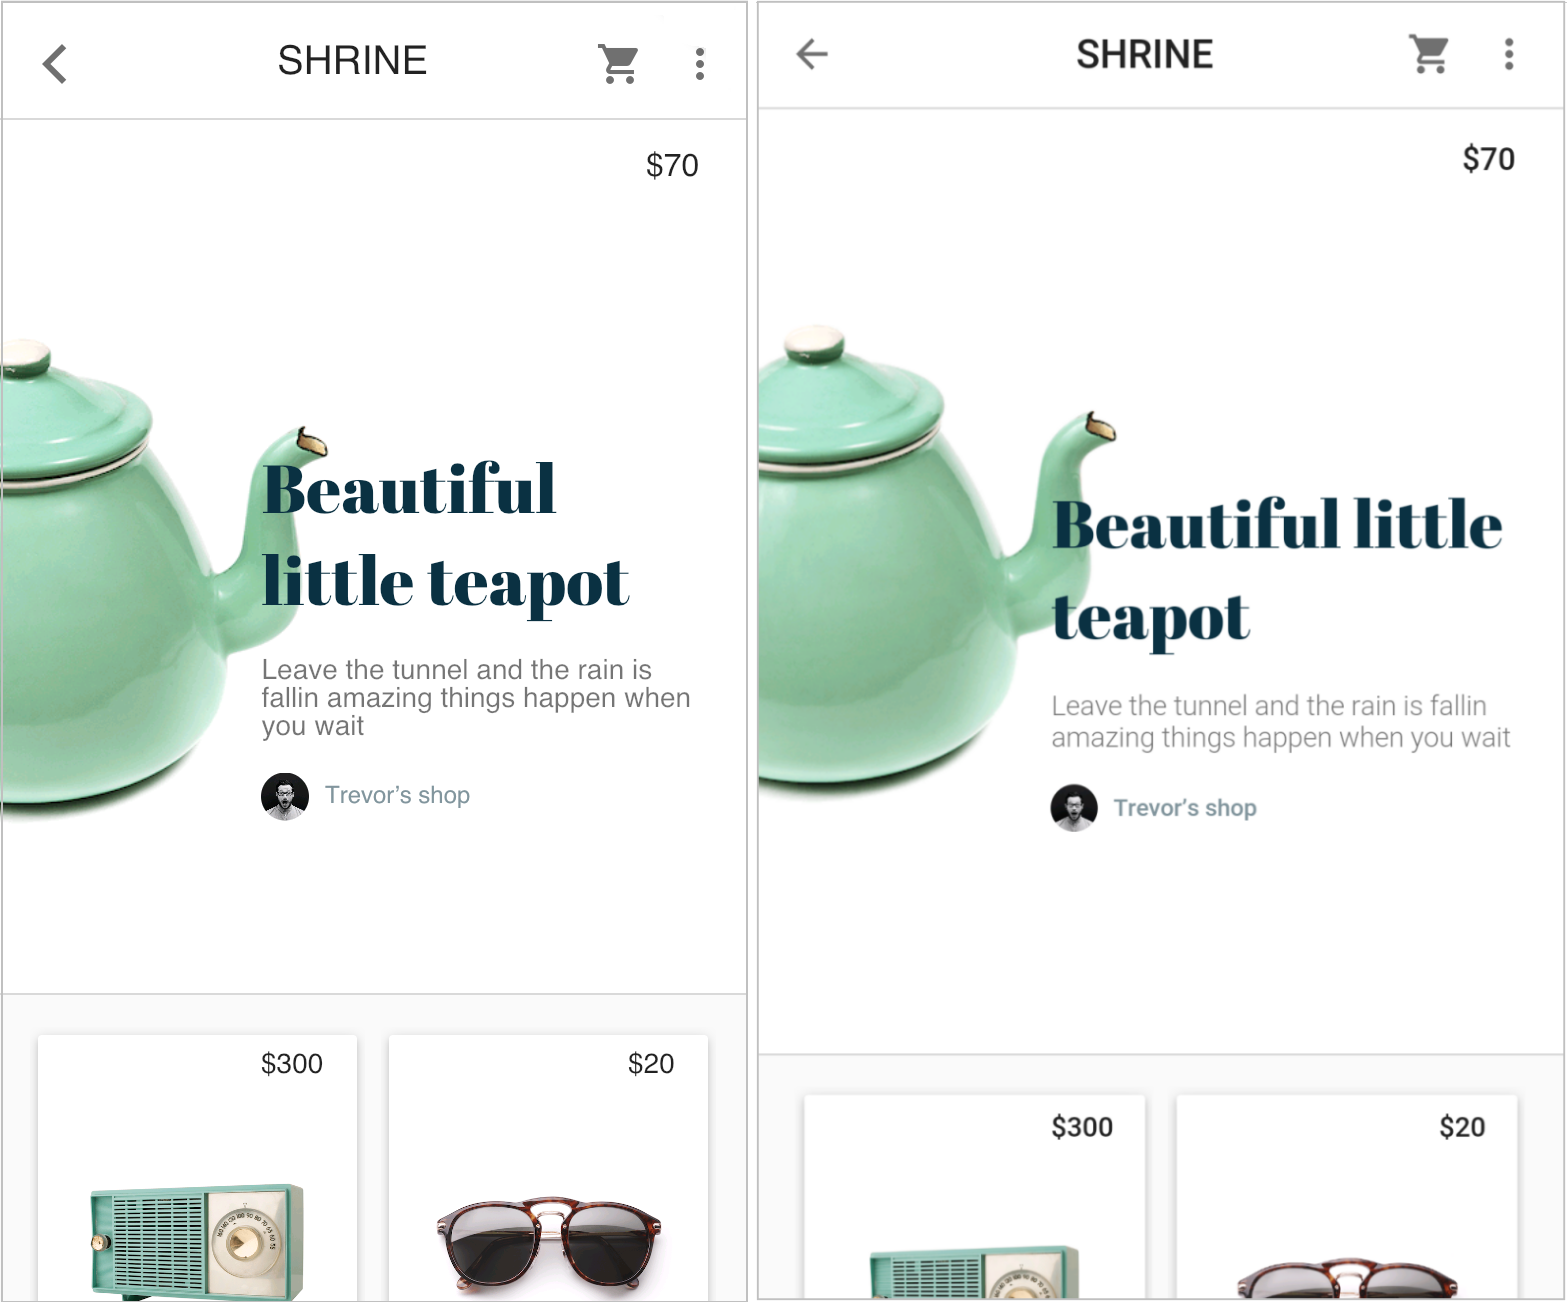 SHRINE
$70
Beautiful
little teapot
Leave the tunnel and the rain is
fallin amazing things happen when
you wait
Trevor’s shop
$300
$20
SHRINE
$70
Beautiful little
teapot
Leave the tunnel and the rain is fallin
amazing things happen when you wait
Trevor’s shop
$300
$20